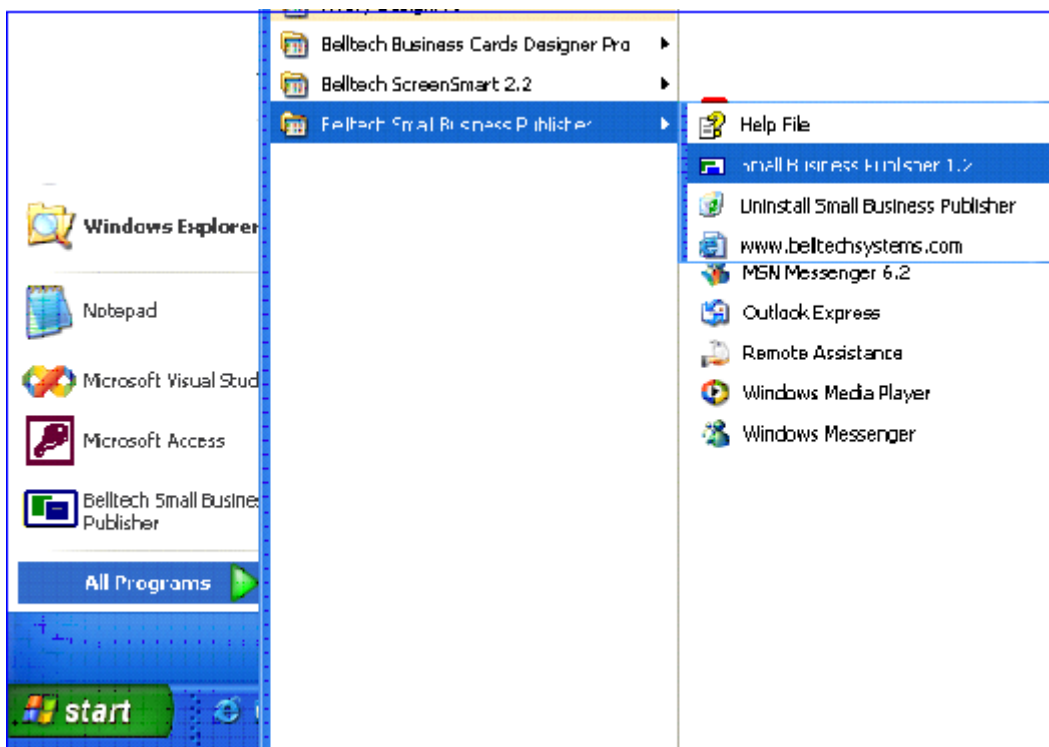 Belltech Business Cards Designer Pro
Belltech ScreenSmart 2.2
Belltech Small Business Publisher
Help File
Small Business Publisher 1.2
Uninstall Small Business Publisher
www.belltechsystems.com
MSN Messenger 6.2
Outlook Express
Remote Assistance
Windows Media Player
Windows Messenger
Windows Explorer
Notepad
Microsoft Visual Stud
Microsoft Access
Belltech Small Busine
Publisher
All Programs
start